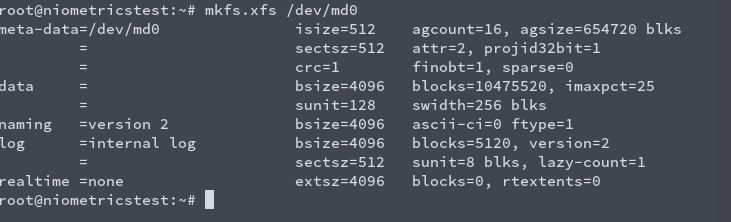 root@niometricstest:~# mkfs.xfs /dev/md0
meta-data=/dev/md0 isize=512 agcount=16, agsize=654720 blks
= sectsz=512 attr=2, projid32bit=1
= crc=1 finobt=1, sparse=0
data = bsize=4096 blocks=10475520, imaxpct=25
= sunit=128 swidth=256 blks
naming =version 2 bsize=4096 ascii-ci=0 ftype=1
log =internal log bsize=4096 blocks=5120, version=2
= sectsz=512 sunit=8 blks, lazy-count=1
realtime =none extsz=4096 blocks=0, rtextents=0
root@niometricstest:~#